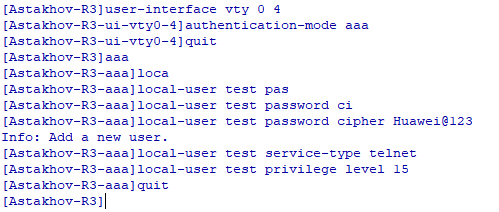 [Astakhov-R3]user-interface vty 0 4
[Astakhov-R3-ui-vty0-4]authentication-mode aaa
[Astakhov-R3-ui-vty0-4]quit
[Astakhov-R3]aaa
[Astakhov-R3-aaa]loca
[Astakhov-R3-aaa]local-user test pas
[Astakhov-R3-aaa]local-user test password ci
[Astakhov-R3-aaa]local-user test password cipher Huawei@123
Info: Add a new user.
[Astakhov-R3-aaa]local-user test service-type telnet
[Astakhov-R3-aaa]local-user test privilege level 15
[Astakhov-R3-aaa]quit
[Astakhov-R3]